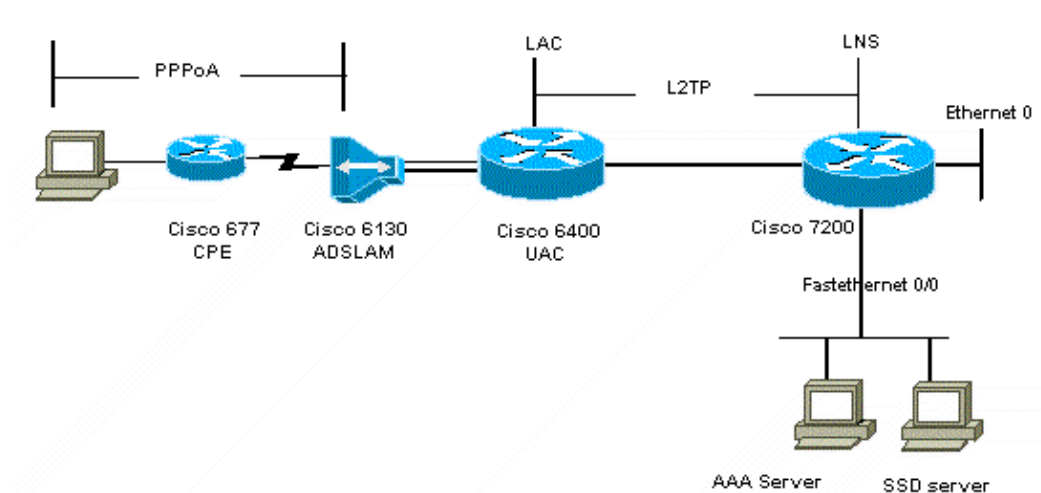 LAC
LNS
PPPoA
L2TP
Ethernet 0
Cisco 677
CPE
Cisco 6130
ADSLAM
Cisco 6400
UAC
Cisco 7200
Fastethernet 0/0
AAA Server
SSD server